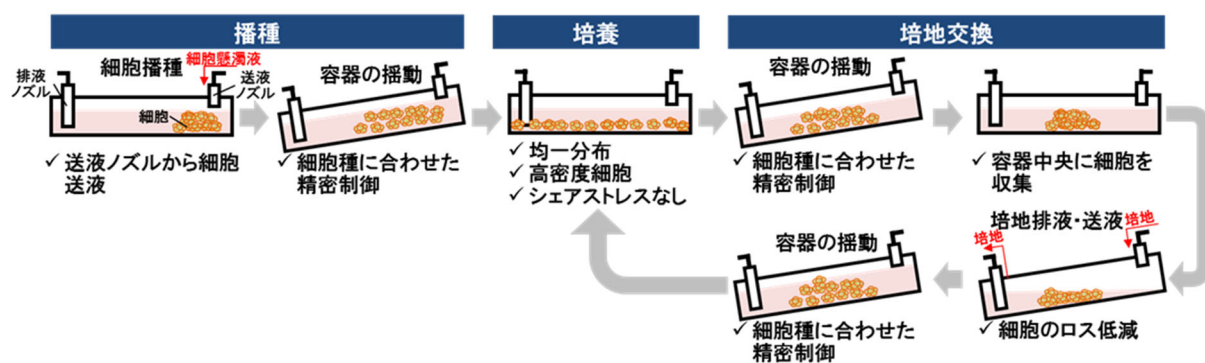 播種
細胞播種
細胞懸濁液
排液
ノズル
送液
ノズル
細胞
✓ 送液ノズルから細胞
送液
容器の揺動
✓ 細胞種に合わせた
精密制御
培養
✓ 均一分布
✓ 高密度細胞
✓ シェアストレスなし
培地交換
容器の揺動
✓ 細胞種に合わせた
精密制御
✓ 容器中央に細胞を
収集
培地排液・送液
培地
培地
✓ 細胞のロス低減
容器の揺動
✓ 細胞種に合わせた
精密制御